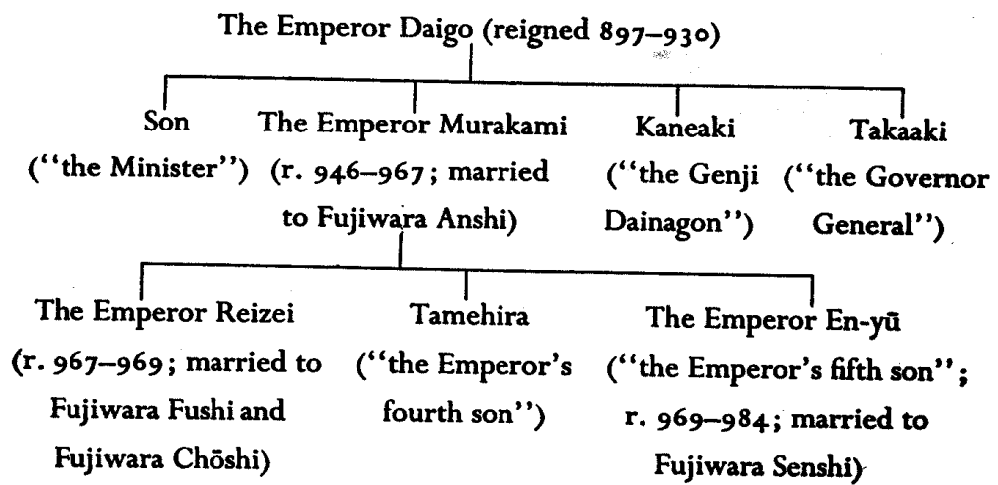 The Emperor Daigo (reigned 897–930)
Son
(“the Minister”)
The Emperor Murakami
(r. 946–967; married
to Fujiwara Anshi)
Kaneaki
(“the Genji
Dainagon”)
Takaaki
(“the Governor
General”)
The Emperor Reizei
(r. 967–969; married to
Fujiwara Fushi and
Fujiwara Chōshi)
Tamehira
(“the Emperor’s
fourth son”)
The Emperor En-yū
(“the Emperor’s fifth son”;
r. 969–984; married to
Fujiwara Senshi)